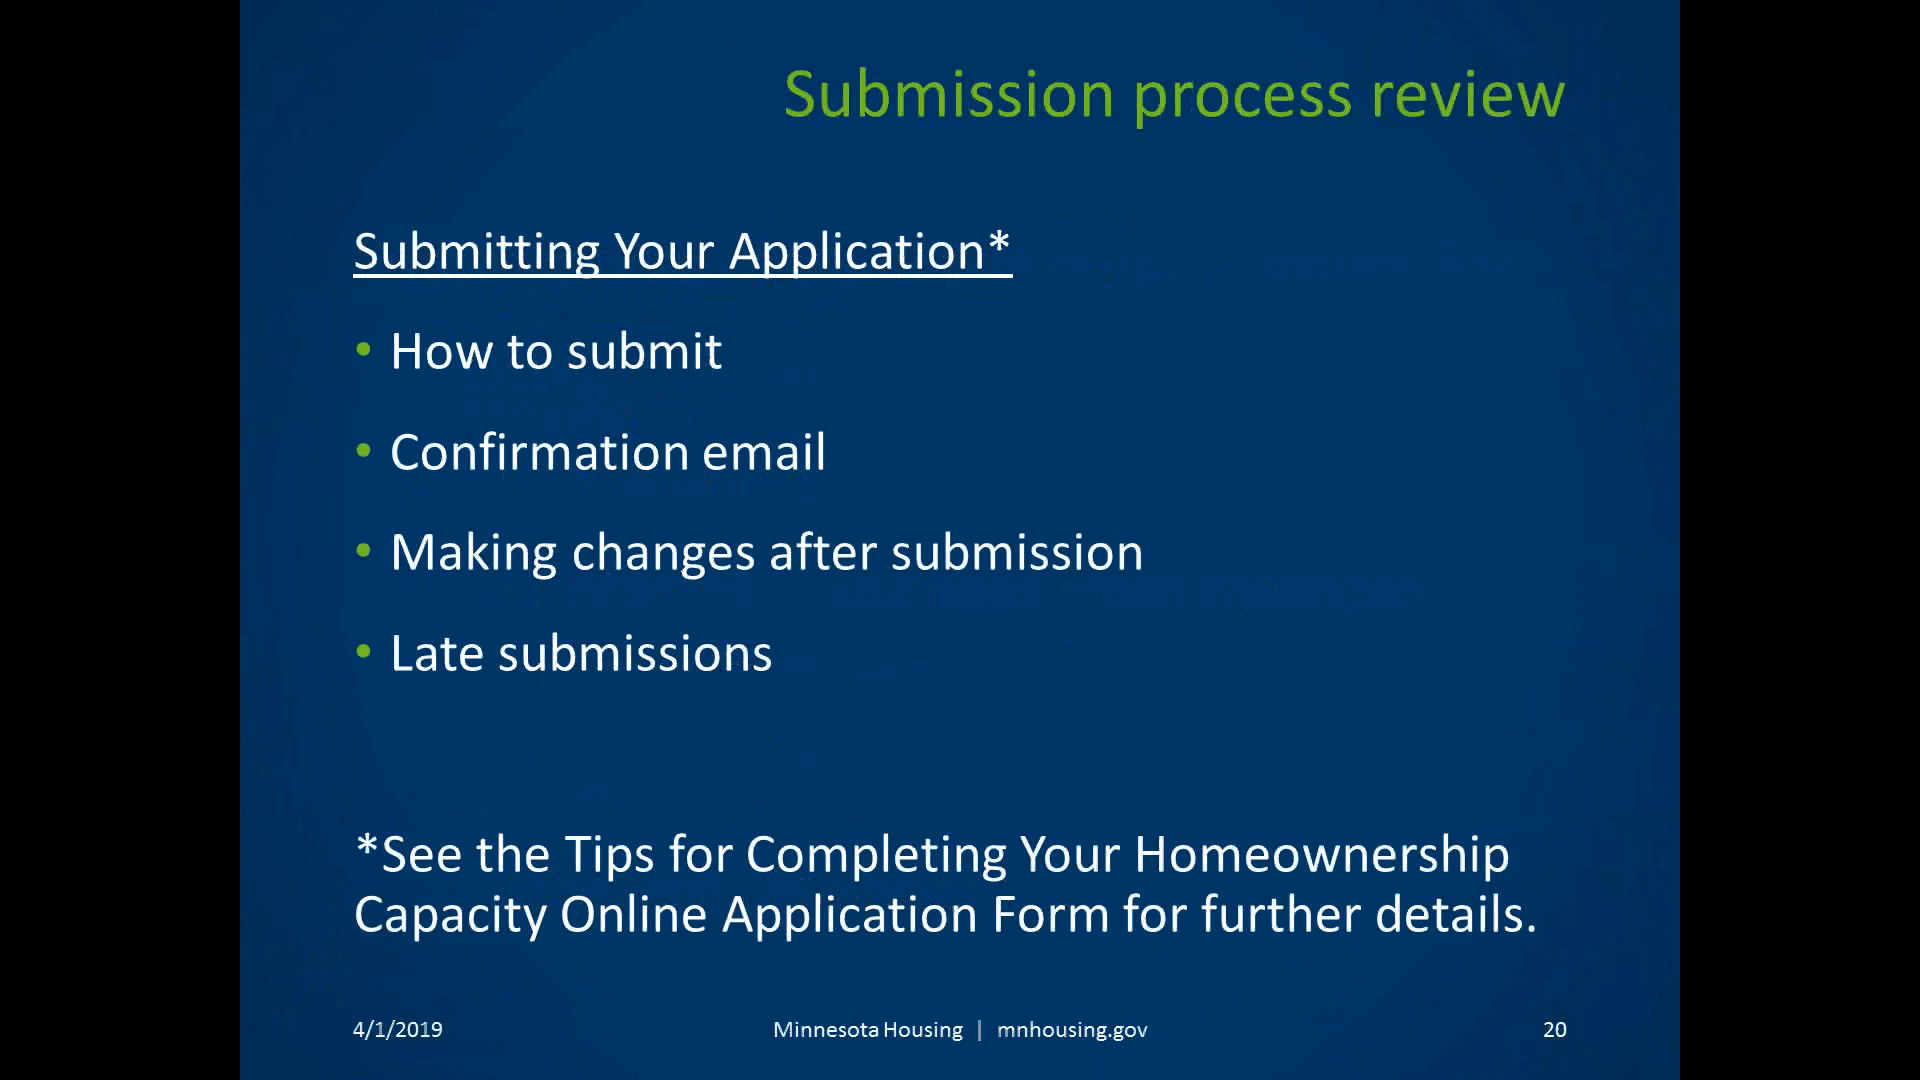 Submission process review
Submitting Your Application*
• How to submit
• Confirmation email
• Making changes after submission
• Late submissions
*See the Tips for Completing Your Homeownership
Capacity Online Application Form for further details.
4/1/2019 Minnesota Housing | mnhousing.gov 20